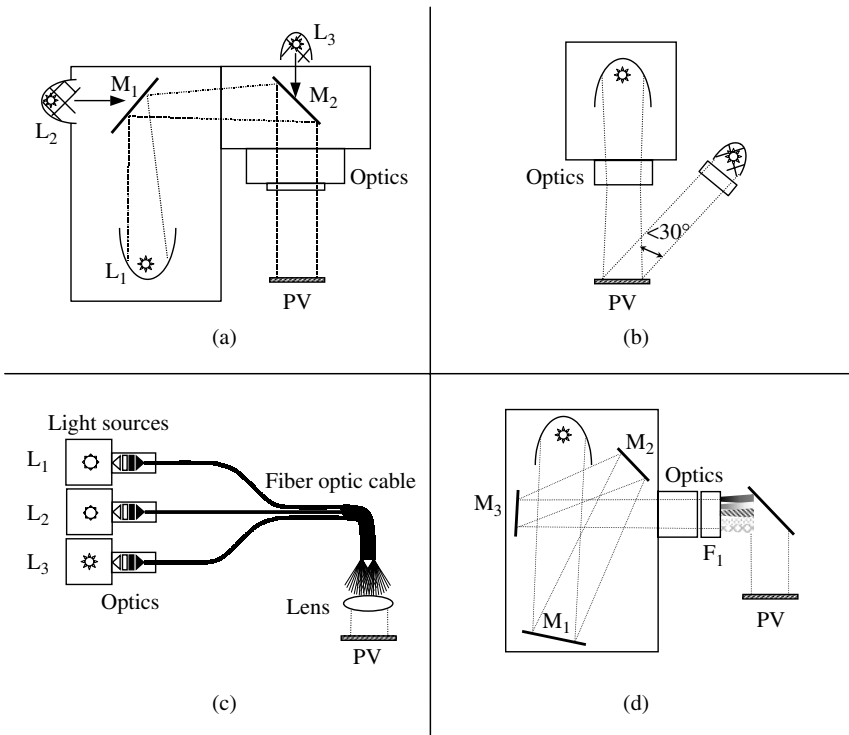 L3
M1
M2
L2
Optics
L1
PV
(a)
Optics
<30°
PV
(b)
Light sources
L1
Fiber optic cable
L2
L3
Optics
Lens
PV
(c)
M2
Optics
M3
F1
M1
PV
(d)